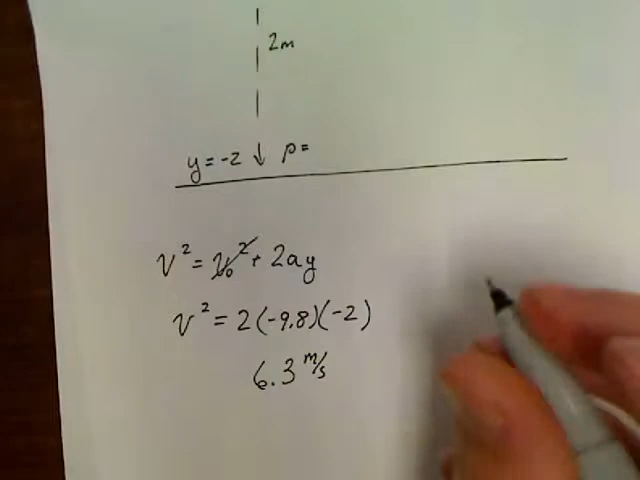 2m
y = -2 ↓ p =
v² = v₀² + 2ay
v² = 2(-9.8)(-2)
6.3 m/s